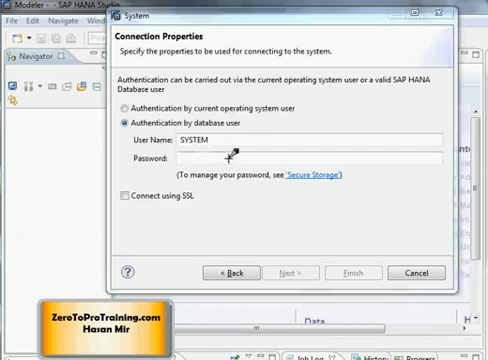 Modeler - SAP HANA Studio
File
Navigator
System
Connection Properties
Specify the properties to be used for connecting to the system.
Authentication can be carried out via the current operating system user or a valid SAP HANA
Database user
Authentication by current operating system user
Authentication by database user
User Name: SYSTEM
Password:
(To manage your password, see 'Secure Storage')
Connect using SSL
? < Back Next > Finish Cancel
ZeroToProTraining.com
Hasan Mir
Data
Job Log History Progress